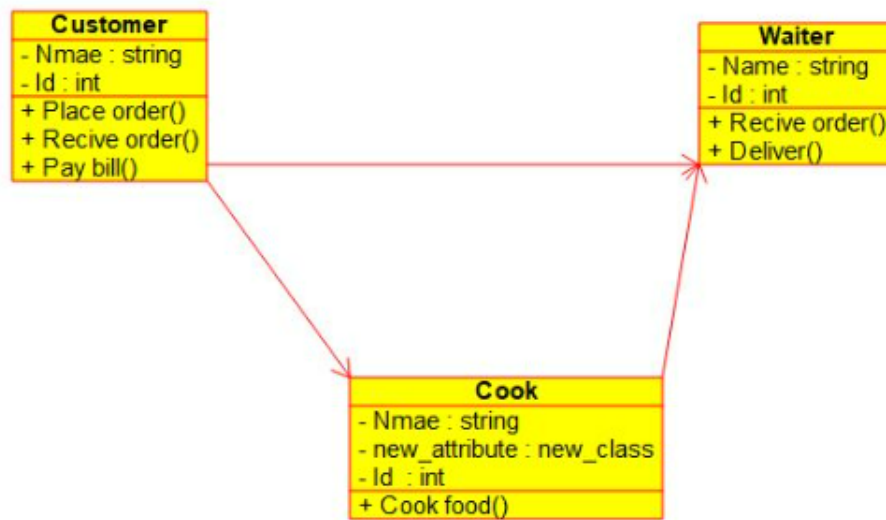 Customer
- Nmae : string
- Id : int
+ Place order()
+ Recive order()
+ Pay bill()
Waiter
- Name : string
- Id : int
+ Recive order()
+ Deliver()
Cook
- Nmae : string
- new_attribute : new_class
- Id : int
+ Cook food()